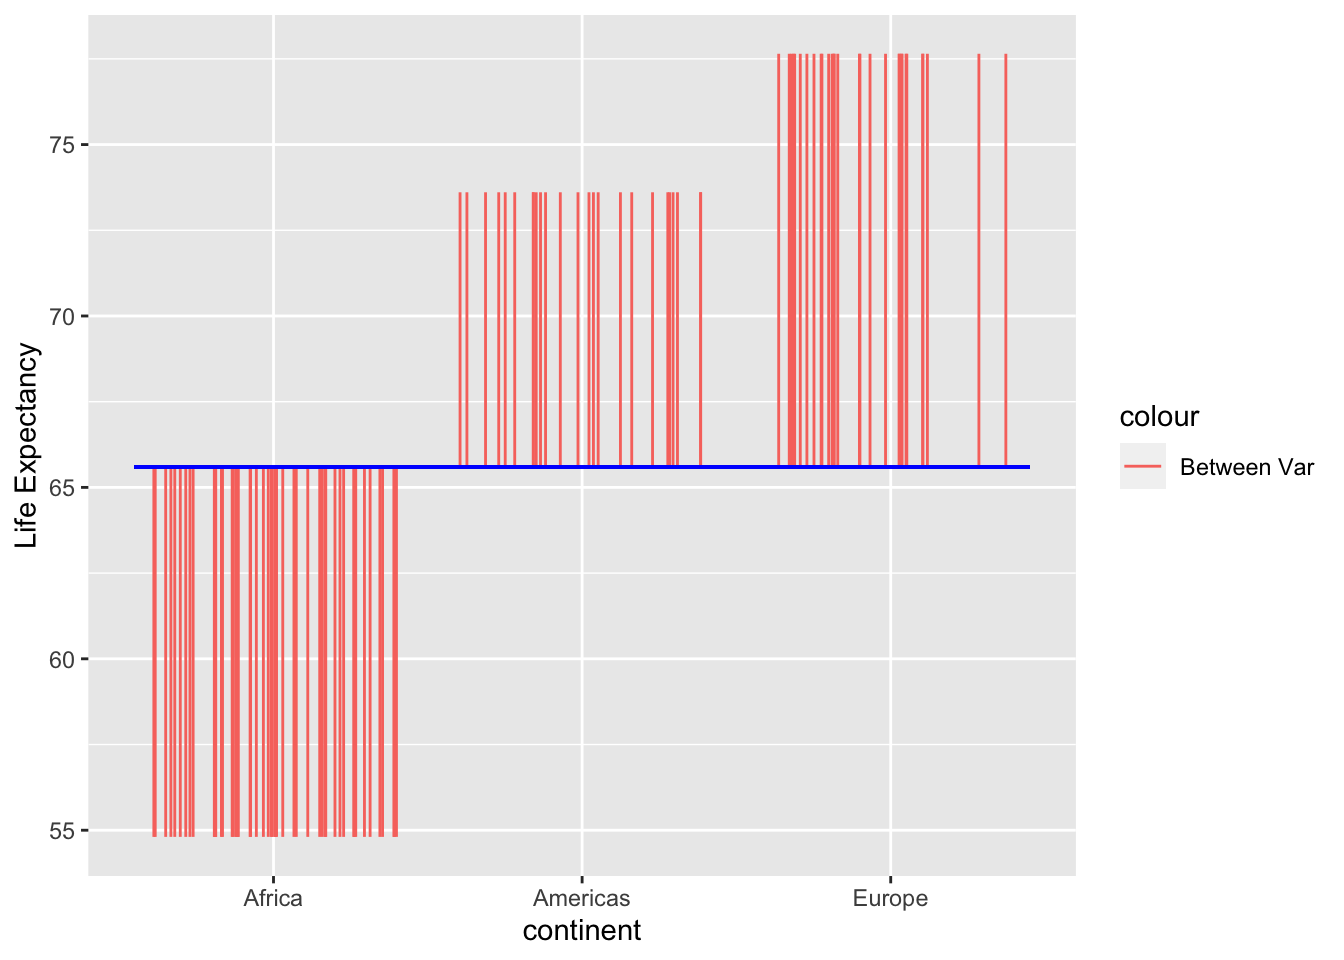 75
70
65
60
55
Life Expectancy
Africa
Americas
Europe
continent
colour
Between Var